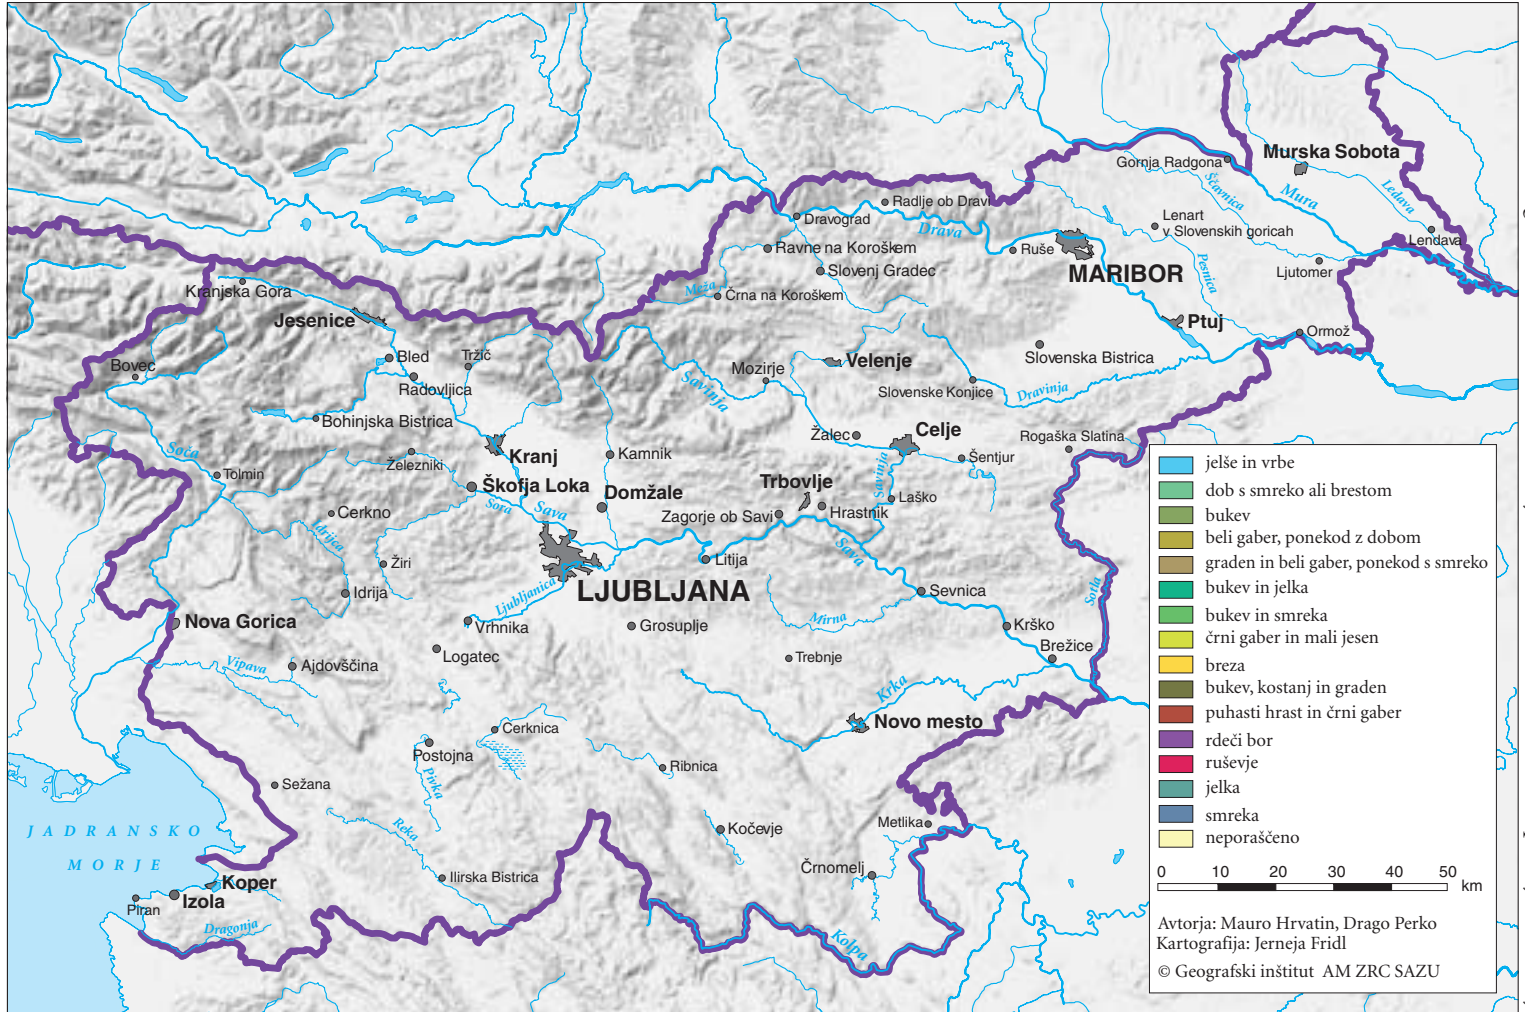 Gornja Radgona
Murska Sobota
Ščavnica
Mura
Ledava
Radlje ob Dravi
Dravograd
Drava
Lenart
v Slovenskih goricah
Lendava
Ravne na Koroškem
Ruše
MARIBOR
Slovenj Gradec
Pesnica
Ljutomer
Kranjska Gora
Meža
Črna na Koroškem
Jesenice
Ptuj
Ormož
Bled
Tržič
Bovec
Radovljica
Mozirje
Velenje
Slovenska Bistrica
Savinja
Slovenske Konjice
Dravinja
Bohinjska Bistrica
Žalec
Celje
Rogaška Slatina
Soča
Kranj
Kamnik
Železniki
Šentjur
Tolmin
Škofja Loka
Domžale
Trbovlje
Savinja
Laško
Sora
Sava
Zagorje ob Savi
Hrastnik
Cerkno
Idrijca
Sava
Žiri
Litija
LJUBLJANA
Idrija
Ljubljanica
Sevnica
Sotla
Nova Gorica
Vrhnika
Grosuplje
Mirna
Krško
Brežice
Vipava
Ajdovščina
Logatec
Trebnje
Krka
Novo mesto
Cerknica
Postojna
Pivka
Ribnica
Sežana
Reka
Kočevje
Metlika
Črnomelj
JADRANSKO
MORJE
Ilirska Bistrica
Koper
Izola
Piran
Dragonja
Kolpa
jelše in vrbe
dob s smreko ali brestom
bukev
beli gaber, ponekod z dobom
graden in beli gaber, ponekod s smreko
bukev in jelka
bukev in smreka
črni gaber in mali jesen
breza
bukev, kostanj in graden
puhasti hrast in črni gaber
rdeči bor
ruševje
jelka
smreka
neporaščeno
0 10 20 30 40 50 km
Avtorja: Mauro Hrvatin, Drago Perko
Kartografija: Jerneja Fridl
© Geografski inštitut AM ZRC SAZU